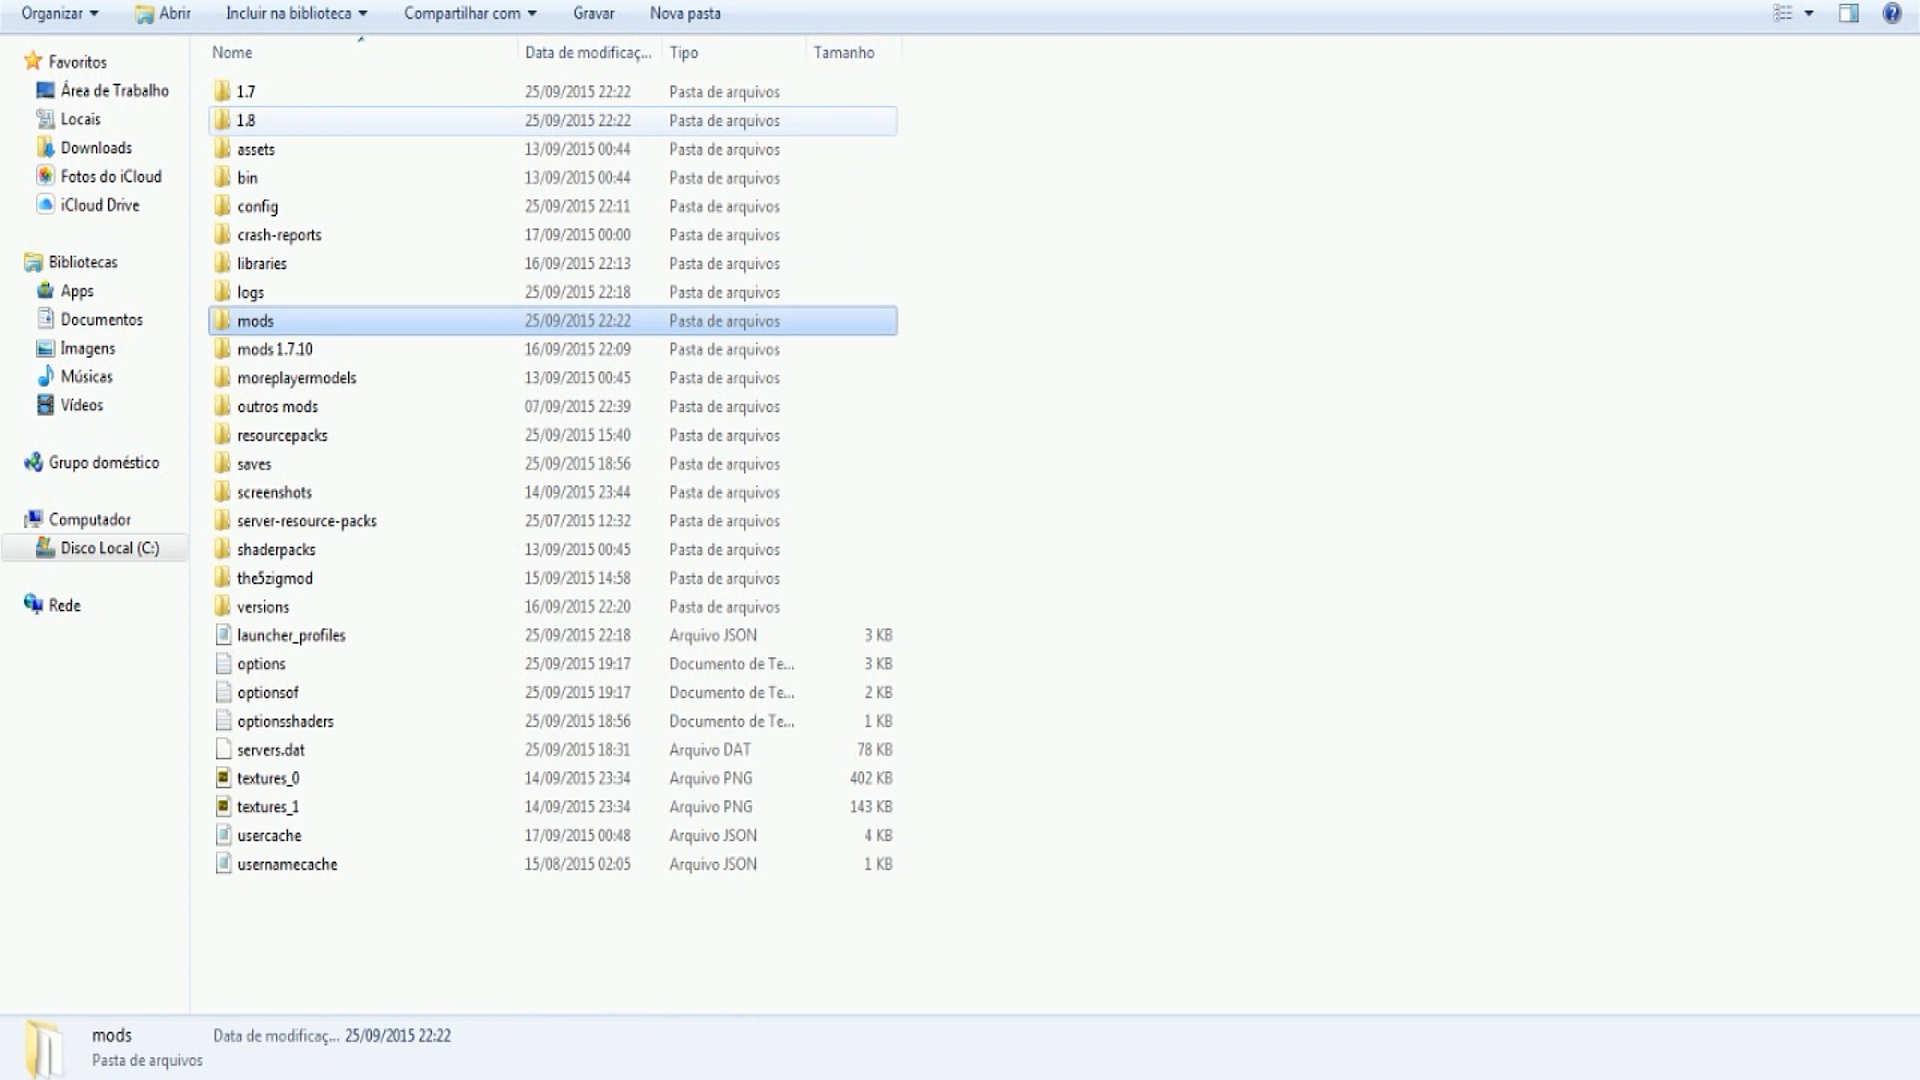 Organizar Abrir Incluir na biblioteca Compartilhar com Gravar Nova pasta
Favoritos
Área de Trabalho
Locais
Downloads
Fotos do iCloud
iCloud Drive
Bibliotecas
Apps
Documentos
Imagens
Músicas
Vídeos
Grupo doméstico
Computador
Disco Local (C:)
Rede
Nome Data de modificaç... Tipo Tamanho
1.7 25/09/2015 22:22 Pasta de arquivos
1.8 25/09/2015 22:22 Pasta de arquivos
assets 13/09/2015 00:44 Pasta de arquivos
bin 13/09/2015 00:44 Pasta de arquivos
config 25/09/2015 22:11 Pasta de arquivos
crash-reports 17/09/2015 00:00 Pasta de arquivos
libraries 16/09/2015 22:13 Pasta de arquivos
logs 25/09/2015 22:18 Pasta de arquivos
mods 25/09/2015 22:22 Pasta de arquivos
mods 1.7.10 16/09/2015 22:09 Pasta de arquivos
moreplayermodels 13/09/2015 00:45 Pasta de arquivos
outros mods 07/09/2015 22:39 Pasta de arquivos
resourcepacks 25/09/2015 15:40 Pasta de arquivos
saves 25/09/2015 18:56 Pasta de arquivos
screenshots 14/09/2015 23:44 Pasta de arquivos
server-resource-packs 25/07/2015 12:32 Pasta de arquivos
shaderpacks 13/09/2015 00:45 Pasta de arquivos
the5zigmod 15/09/2015 14:58 Pasta de arquivos
versions 16/09/2015 22:20 Pasta de arquivos
launcher_profiles 25/09/2015 22:18 Arquivo JSON 3 KB
options 25/09/2015 19:17 Documento de Te... 3 KB
optionsof 25/09/2015 19:17 Documento de Te... 2 KB
optionsshaders 25/09/2015 18:56 Documento de Te... 1 KB
servers.dat 25/09/2015 18:31 Arquivo DAT 78 KB
textures_0 14/09/2015 23:34 Arquivo PNG 402 KB
textures_1 14/09/2015 23:34 Arquivo PNG 143 KB
usercache 17/09/2015 00:48 Arquivo JSON 4 KB
usernamecache 15/08/2015 02:05 Arquivo JSON 1 KB
mods Data de modificaç... 25/09/2015 22:22
Pasta de arquivos